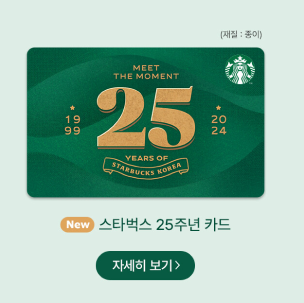 (재질 : 종이)
MEET
THE MOMENT
25
19
99
20
24
YEARS OF
STARBUCKS KOREA
New 스타벅스 25주년 카드
자세히 보기 >